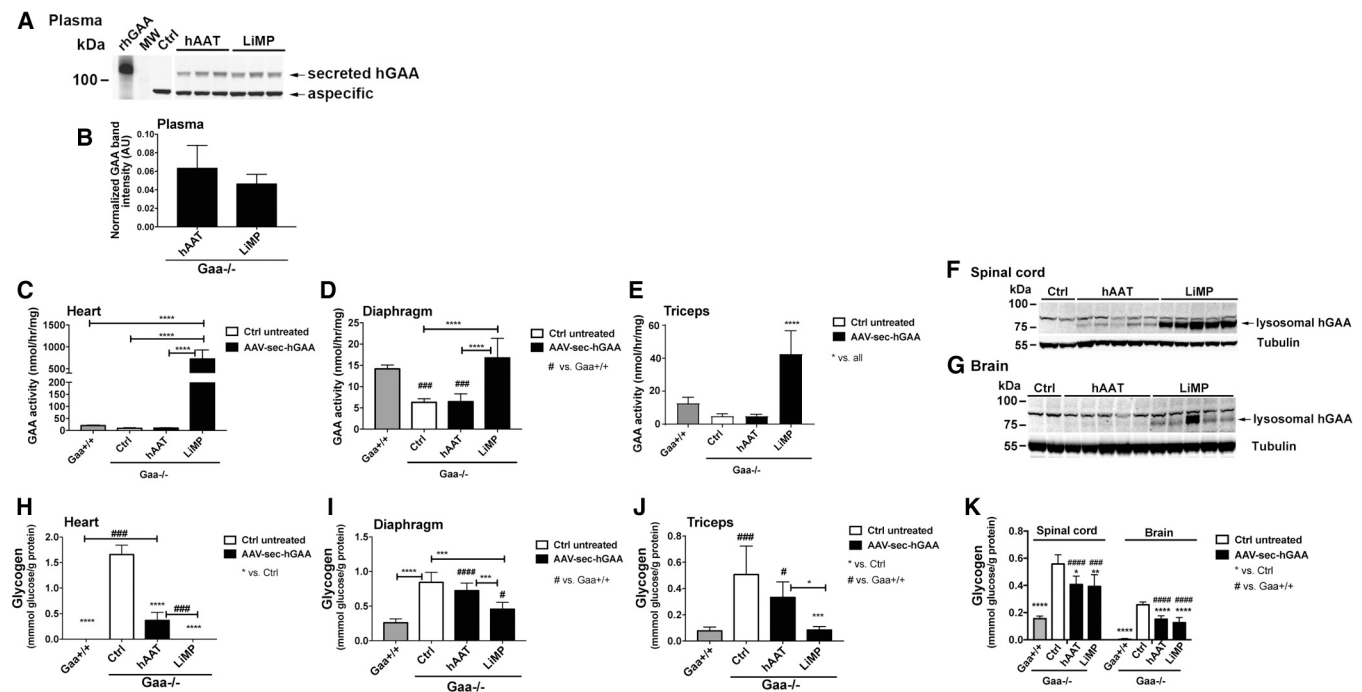 A Plasma
kDa
rhGAA
MW
Ctrl
hAAT
LiMP
100
secreted hGAA
aspecific
B Plasma
Normalized GAA band
intensity (AU)
0.10
0.08
0.06
0.04
0.02
0.00
hAAT
LiMP
Gaa-/-
C Heart
GAA activity (nmol/hr/mg)
1500
1250
1000
750
500
200
150
100
50
25
0
****
****
****
Gaa+/+
Ctrl
hAAT
LiMP
Gaa-/-
Ctrl untreated
AAV-sec-hGAA
D Diaphragm
GAA activity (nmol/hr/mg)
25
20
15
10
5
0
****
****
###
###
Gaa+/+
Ctrl
hAAT
LiMP
Gaa-/-
Ctrl untreated
AAV-sec-hGAA
# vs. Gaa+/+
E Triceps
GAA activity (nmol/hr/mg)
60
40
20
0
****
Gaa+/+
Ctrl
hAAT
LiMP
Gaa-/-
Ctrl untreated
AAV-sec-hGAA
* vs. all
F Spinal cord
kDa
Ctrl
hAAT
LiMP
100
75
55
lysosomal hGAA
Tubulin
G Brain
kDa
Ctrl
hAAT
LiMP
100
75
55
lysosomal hGAA
Tubulin
H Heart
Glycogen
(mmmol glucose/g protein)
2.0
1.5
1.0
0.5
0.0
###
****
****
###
****
Gaa+/+
Ctrl
hAAT
LiMP
Gaa-/-
Ctrl untreated
AAV-sec-hGAA
* vs. Ctrl
I Diaphragm
Glycogen
(mmmol glucose/g protein)
1.5
1.0
0.5
0.0
***
****
####
***
#
Gaa+/+
Ctrl
hAAT
LiMP
Gaa-/-
Ctrl untreated
AAV-sec-hGAA
# vs. Gaa+/+
J Triceps
Glycogen
(mmmol glucose/g protein)
0.8
0.6
0.4
0.2
0.0
###
#
*
***
Gaa+/+
Ctrl
hAAT
LiMP
Gaa-/-
Ctrl untreated
AAV-sec-hGAA
* vs. Ctrl
# vs. Gaa+/+
K
Glycogen
(mmmol glucose/g protein)
0.8
0.6
0.4
0.2
0.0
Spinal cord
Brain
****
####
*
###
**
****
####
****
####
****
Gaa+/+
Ctrl
hAAT
LiMP
Gaa+/+
Ctrl
hAAT
LiMP
Gaa-/-
Gaa-/-
Ctrl untreated
AAV-sec-hGAA
* vs. Ctrl
# vs. Gaa+/+